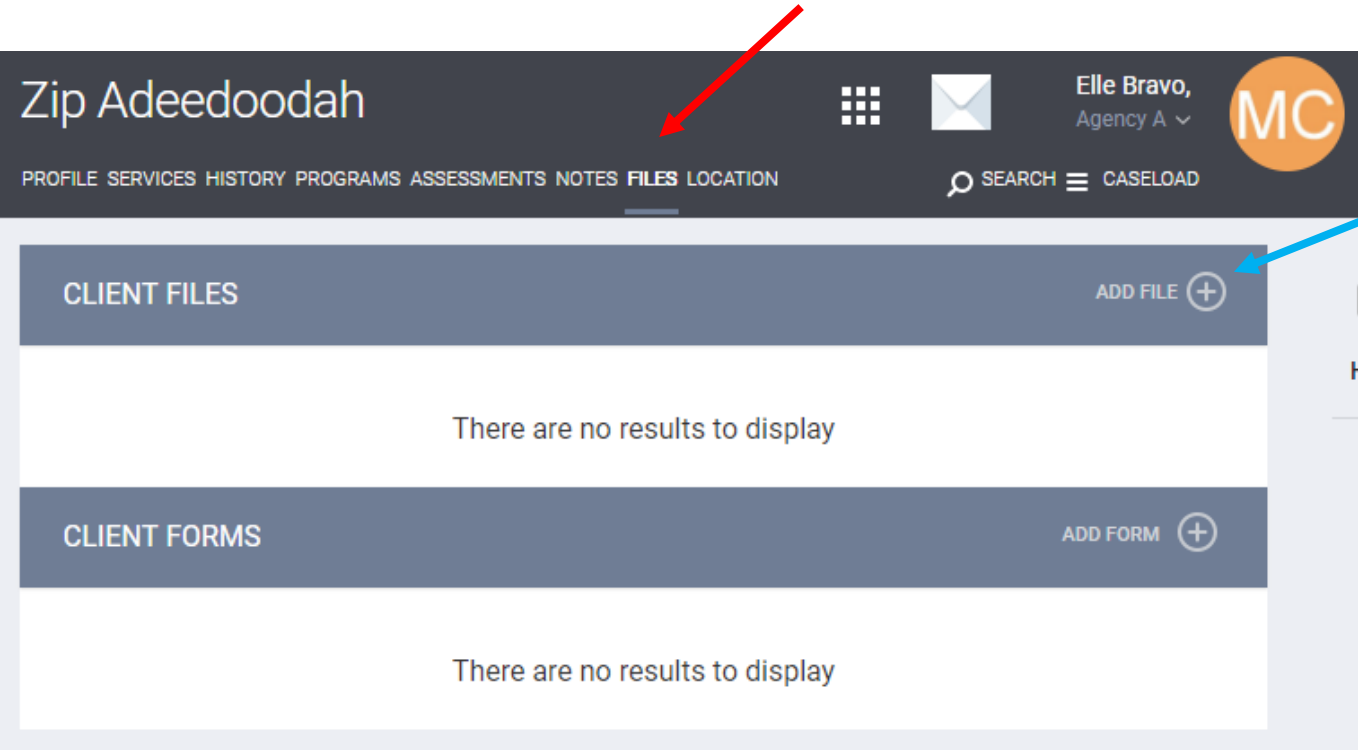 Zip Adeedoodah
Elle Bravo,
Agency A
MC
PROFILE SERVICES HISTORY PROGRAMS ASSESSMENTS NOTES FILES LOCATION
SEARCH CASELOAD
CLIENT FILES
ADD FILE
There are no results to display
CLIENT FORMS
ADD FORM
There are no results to display